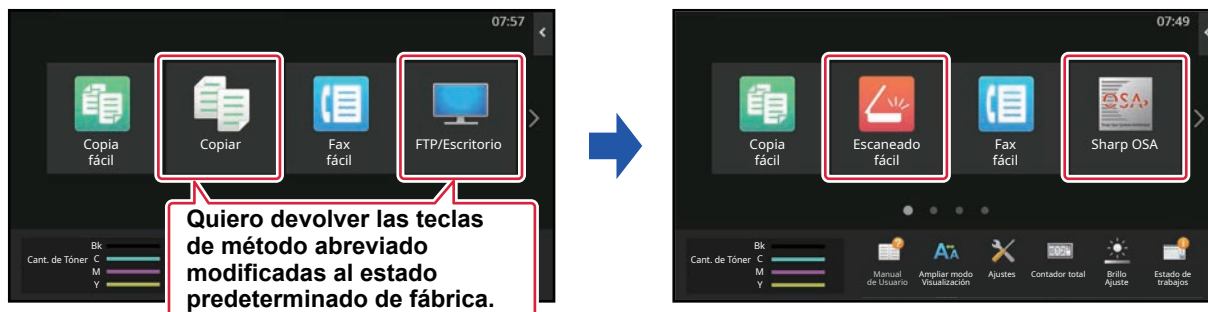 07:57
Copia
fácil
Copiar
Fax
fácil
FTP/Escritorio
Quiero devolver las teclas
de método abreviado
modificadas al estado
predeterminado de fábrica.
Cant. de Tóner
Bk
C
M
Y
07:49
Copia
fácil
Escaneado
fácil
Fax
fácil
OSA
Sharp OSA
Cant. de Tóner
Bk
C
M
Y
Manual
de Usuario
Ampliar modo
Visualización
Ajustes
Contador total
Brillo
Ajuste
Estado de
trabajos